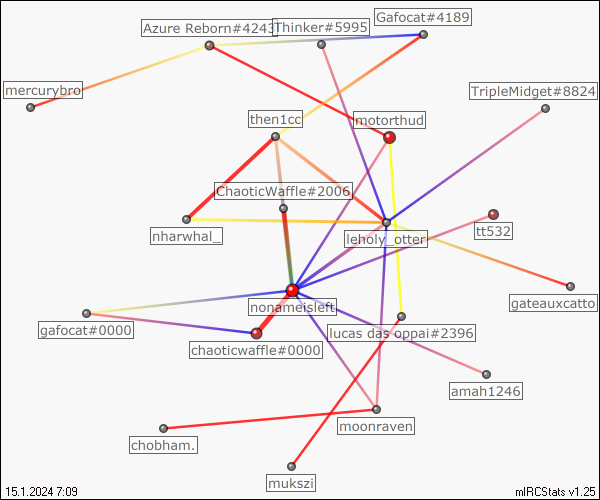 Gafocat#4189
Azure Reborn#4243
Thinker#5995
mercurybro
TripleMidget#8824
then1cc
motorthud
ChaoticWaffle#2006
nharwhal_
leholy_otter
tt532
nonameisleft
gateauxcatto
gafocat#0000
lucas das oppai#2396
chaoticwaffle#0000
amah1246
moonraven
chobham.
mukszi
15.1.2024 7:09
mIRCStats v1.25